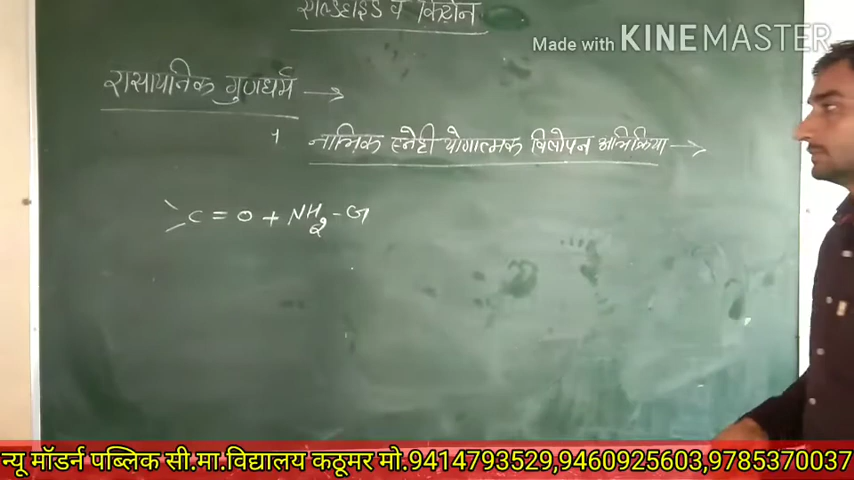 एल्डिहाइड व किटोन
Made with KINEMASTER
रासायनिक गुणधर्म →
1 नाभिक स्नेही योगात्मक विलोपन अभिक्रिया →
>C = O + NH₂ - G
न्यू मॉडर्न पब्लिक सी.मा.विद्यालय कठूमर मो.9414793529,9460925603,9785370037